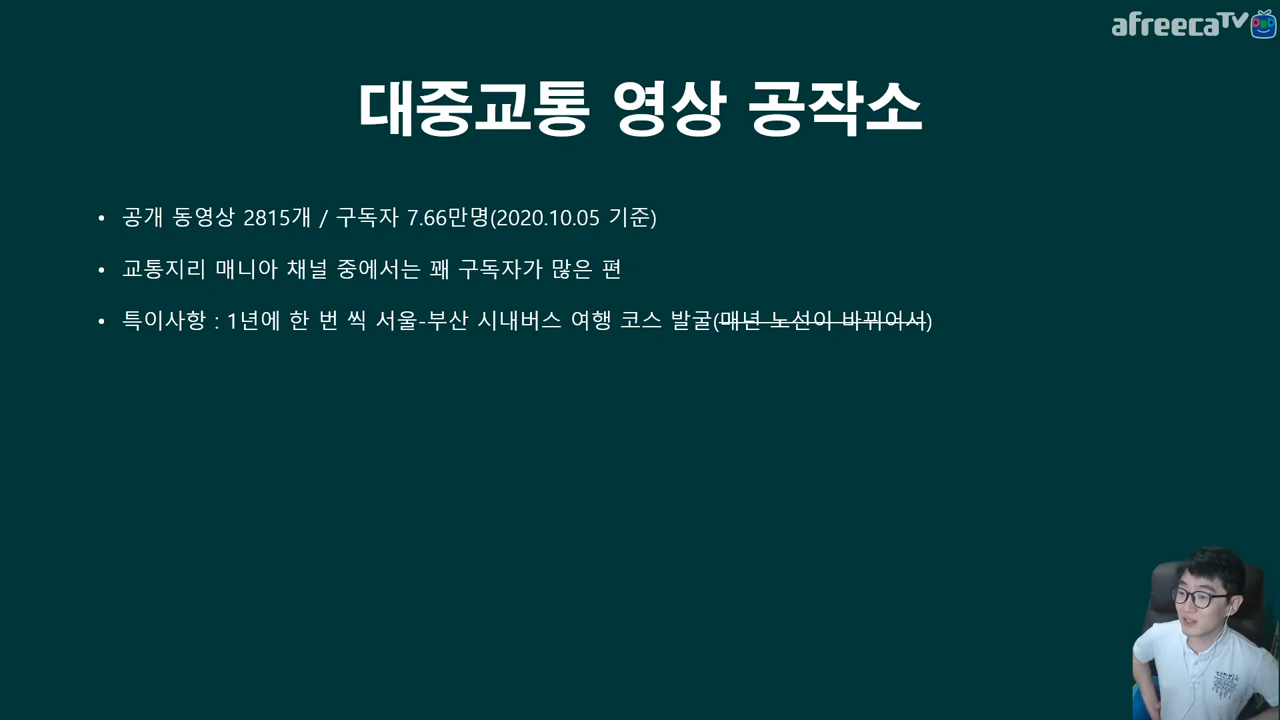 afreecaTV
대중교통 영상 공작소
• 공개 동영상 2815개 / 구독자 7.66만명(2020.10.05 기준)
• 교통지리 매니아 채널 중에서는 꽤 구독자가 많은 편
• 특이사항 : 1년에 한 번 씩 서울-부산 시내버스 여행 코스 발굴(매년 노선이 바뀌어서)